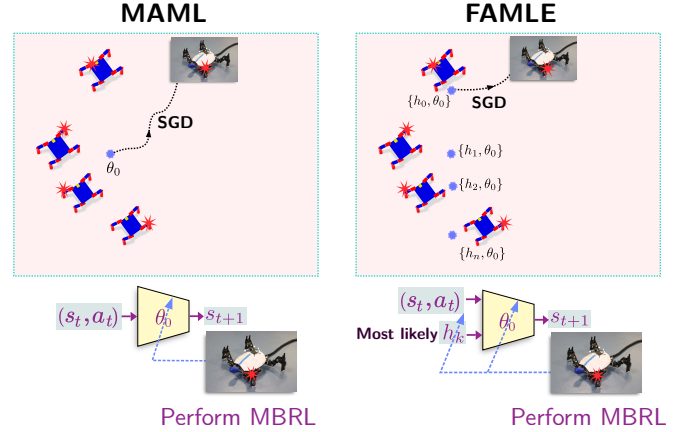 MAML
SGD
θ₀
(sₜ, aₜ)
θ₀
sₜ₊₁
Perform MBRL
FAMLE
{h₀, θ₀}
SGD
{h₁, θ₀}
{h₂, θ₀}
{hₙ, θ₀}
(sₜ, aₜ)
Most likely hₖ
θ₀
sₜ₊₁
Perform MBRL